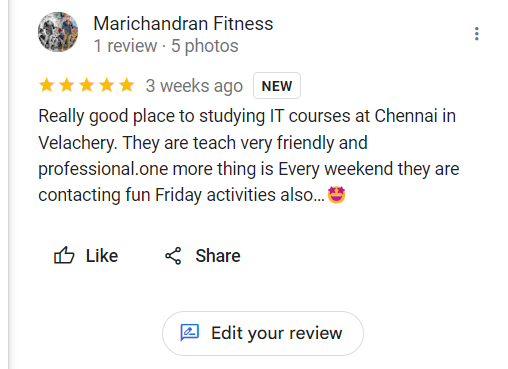 Marichandran Fitness
1 review · 5 photos
3 weeks ago NEW
Really good place to studying IT courses at Chennai in
Velachery. They are teach very friendly and
professional.one more thing is Every weekend they are
contacting fun Friday activities also...🤩
Like Share
Edit your review